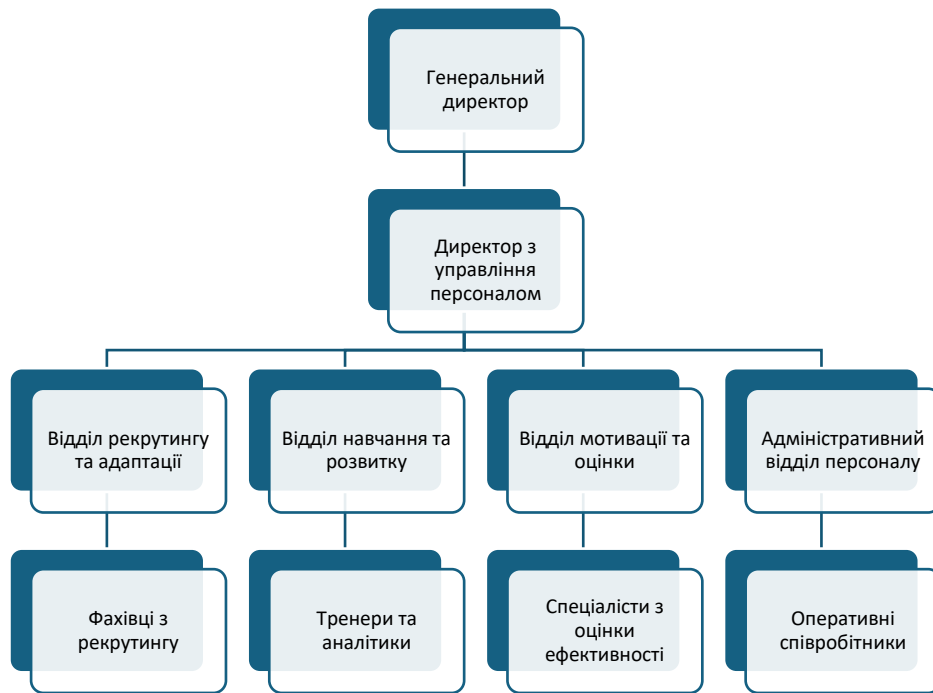 Генеральний
директор
Директор з
управління
персоналом
Відділ рекрутингу
та адаптації
Відділ навчання та
розвитку
Відділ мотивації та
оцінки
Адміністративний
відділ персоналу
Фахівці з
рекрутингу
Тренери та
аналітики
Спеціалісти з
оцінки
ефективності
Оперативні
співробітники